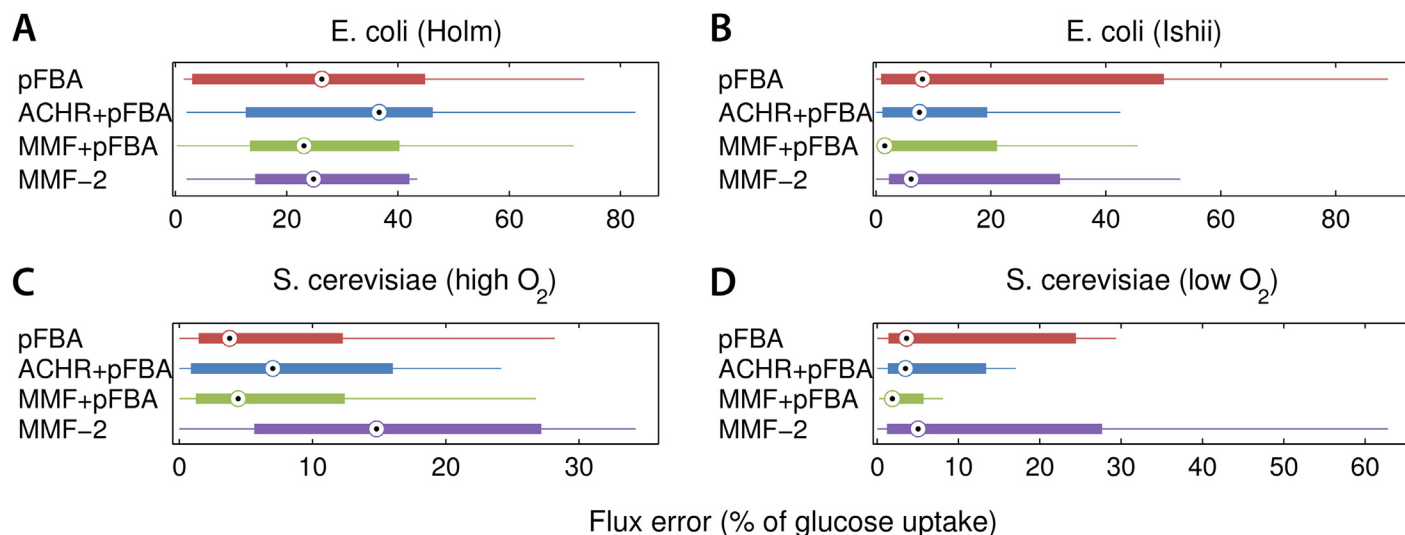 A E. coli (Holm)
pFBA
ACHR+pFBA
MMF+pFBA
MMF−2
0 20 40 60 80
B E. coli (Ishii)
pFBA
ACHR+pFBA
MMF+pFBA
MMF−2
0 20 40 60 80
C S. cerevisiae (high O2)
pFBA
ACHR+pFBA
MMF+pFBA
MMF−2
0 10 20 30
D S. cerevisiae (low O2)
pFBA
ACHR+pFBA
MMF+pFBA
MMF−2
0 10 20 30 40 50 60
Flux error (% of glucose uptake)